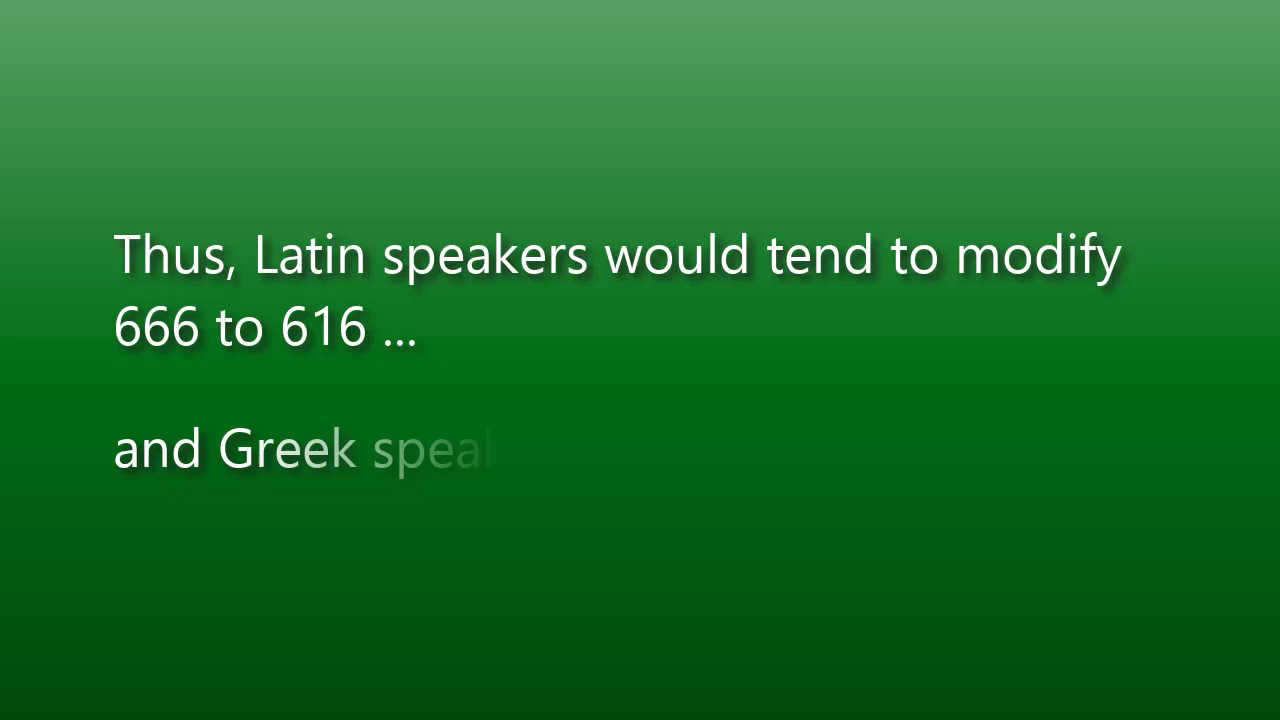 Thus, Latin speakers would tend to modify
666 to 616 ...
and Greek